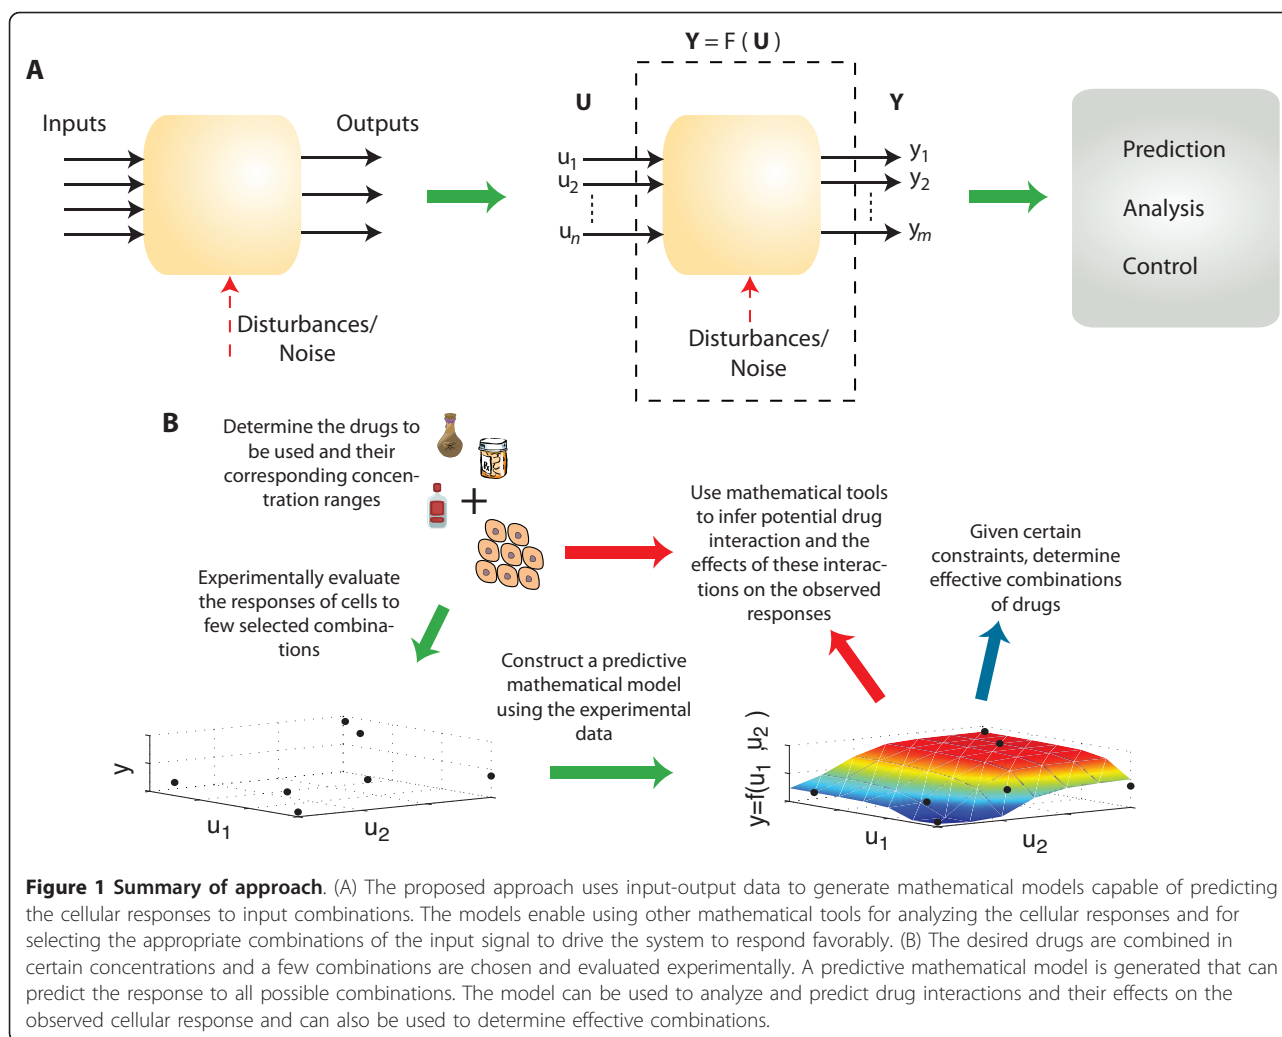 A
Inputs
Outputs
Disturbances/
Noise
Y = F ( U )
U
Y
u1
u2
un
y1
y2
ym
Disturbances/
Noise
Prediction
Analysis
Control
B
Determine the drugs to
be used and their
corresponding concen-
tration ranges
+
Experimentally evaluate
the responses of cells to
few selected combina-
tions
Use mathematical tools
to infer potential drug
interaction and the
effects of these interac-
tions on the observed
responses
Given certain
constraints, determine
effective combinations
of drugs
Construct a predictive
mathematical model
using the experimental
data
y
u1
u2
y=f(u1 ,u2 )
u1
u2
Figure 1 Summary of approach. (A) The proposed approach uses input-output data to generate mathematical models capable of predicting
the cellular responses to input combinations. The models enable using other mathematical tools for analyzing the cellular responses and for
selecting the appropriate combinations of the input signal to drive the system to respond favorably. (B) The desired drugs are combined in
certain concentrations and a few combinations are chosen and evaluated experimentally. A predictive mathematical model is generated that can
predict the response to all possible combinations. The model can be used to analyze and predict drug interactions and their effects on the
observed cellular response and can also be used to determine effective combinations.